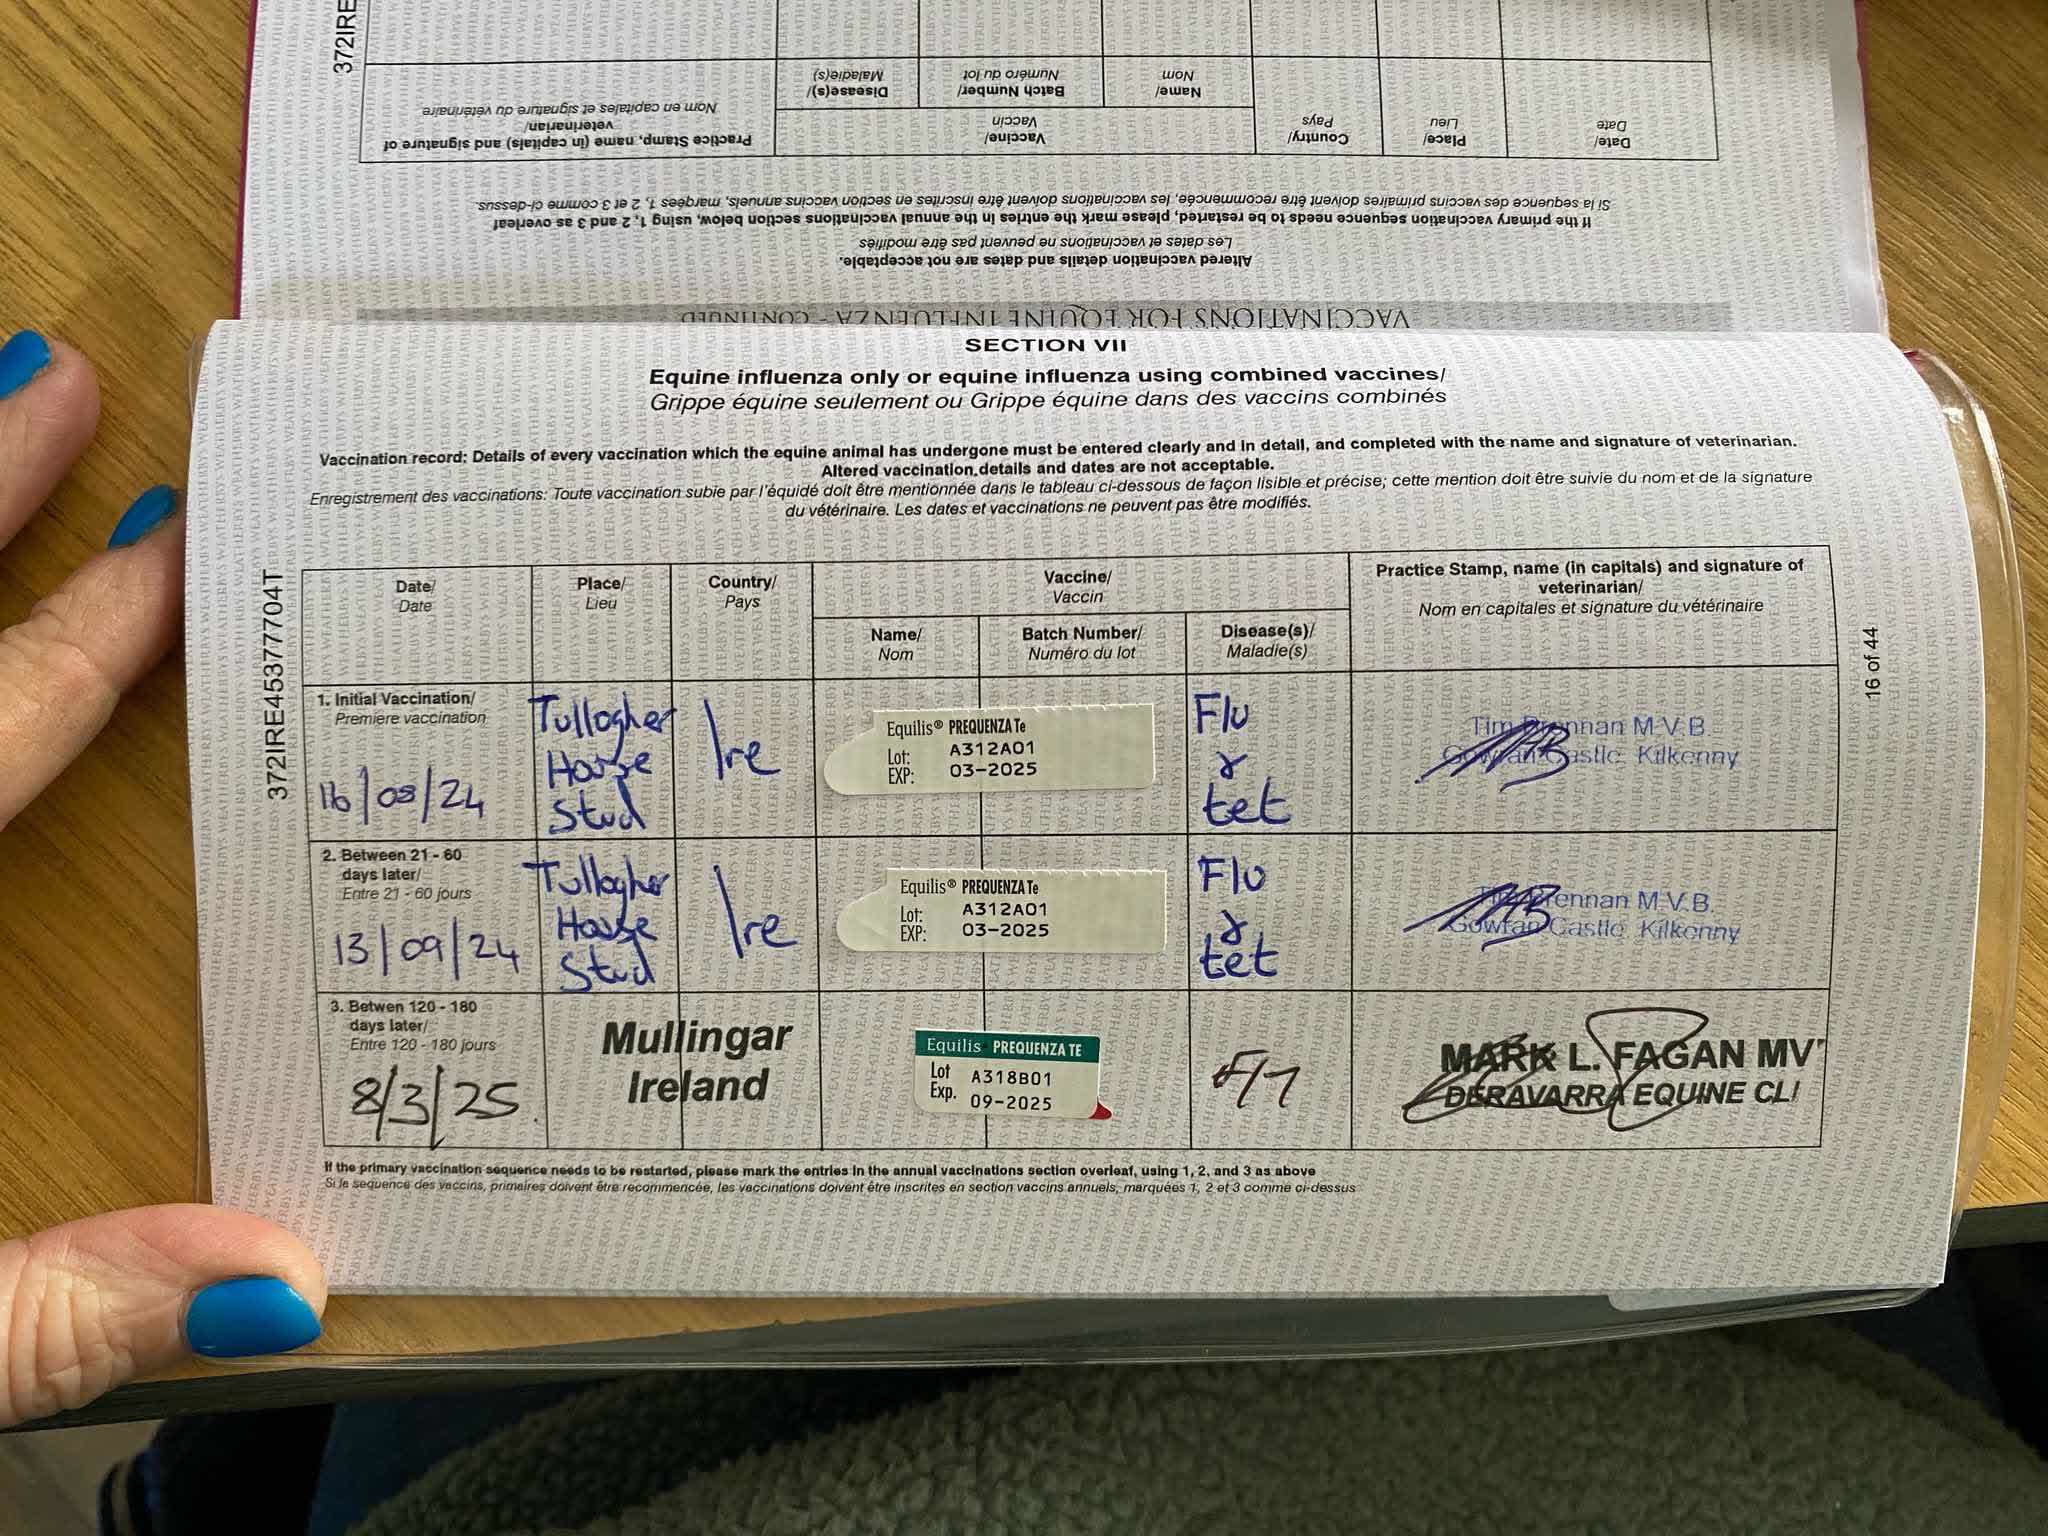 372IRE
Practice Stamp, name (in capitals) and signature of
veterinarian/
Nom en capitales et signature du vétérinaire
Vaccine/
Vaccin
Disease(s)/
Maladie(s)
Batch Number/
Numéro du lot
Name/
Nom
Country/
Pays
Place/
Lieu
Date/
Date
If the primary vaccination sequence needs to be restarted, please mark the entries in the annual vaccinations section below, using 1, 2 and 3 as overleaf
Si la sequence des vaccins primaires doivent être recommencée, les vaccinations doivent être inscrites en section vaccins annuels, marquées 1, 2 et 3 comme ci-dessus.
Altered vaccination details and dates are not acceptable.
Les dates et vaccinations ne peuvent pas être modifiés
VACCINATIONS FOR EQUINE INFLUENZA - CONTINUED
SECTION VII
Equine influenza only or equine influenza using combined vaccines/
Grippe équine seulement ou Grippe équine dans des vaccins combinés
Vaccination record: Details of every vaccination which the equine animal has undergone must be entered clearly and in detail, and completed with the name and signature of veterinarian.
Altered vaccination details and dates are not acceptable.
Enregistrement des vaccinations: Toute vaccination subie par l'équidé doit être mentionnée dans le tableau ci-dessous de façon lisible et précise; cette mention doit être suivie du nom et de la signature
du vétérinaire. Les dates et vaccinations ne peuvent pas être modifiés.
372IRE45377704T
16 of 44
Date/
Date
Place/
Lieu
Country/
Pays
Vaccine/
Vaccin
Name/
Nom
Batch Number/
Numéro du lot
Disease(s)/
Maladie(s)
Practice Stamp, name (in capitals) and signature of
veterinarian/
Nom en capitales et signature du vétérinaire
1. Initial Vaccination/
Premiere vaccination
16/08/24
Tullogher
House
Stud
Ire
Equilis® PREQUENZA Te
Lot: A312A01
EXP: 03-2025
Flu
&
tet
Tim Brennan M.V.B.
Gowran Castle, Kilkenny
2. Between 21 - 60
days later/
Entre 21 - 60 jours
13/09/24
Tullogher
House
Stud
Ire
Equilis® PREQUENZA Te
Lot: A312A01
EXP: 03-2025
Flu
&
tet
Tim Brennan M.V.B.
Gowran Castle, Kilkenny
3. Betwen 120 - 180
days later/
Entre 120 - 180 jours
8/3/25.
Mullingar
Ireland
Equilis PREQUENZA TE
Lot A318B01
Exp. 09-2025
F/T
MARK L. FAGAN MV
DERAVARRA EQUINE CLI
If the primary vaccination sequence needs to be restarted, please mark the entries in the annual vaccinations section overleaf, using 1, 2, and 3 as above
Si le sequence des vaccins, primaires doivent être recommencée, les vaccinations doivent être inscrites en section vaccins annuels, marquées 1, 2 et 3 comme ci-dessus